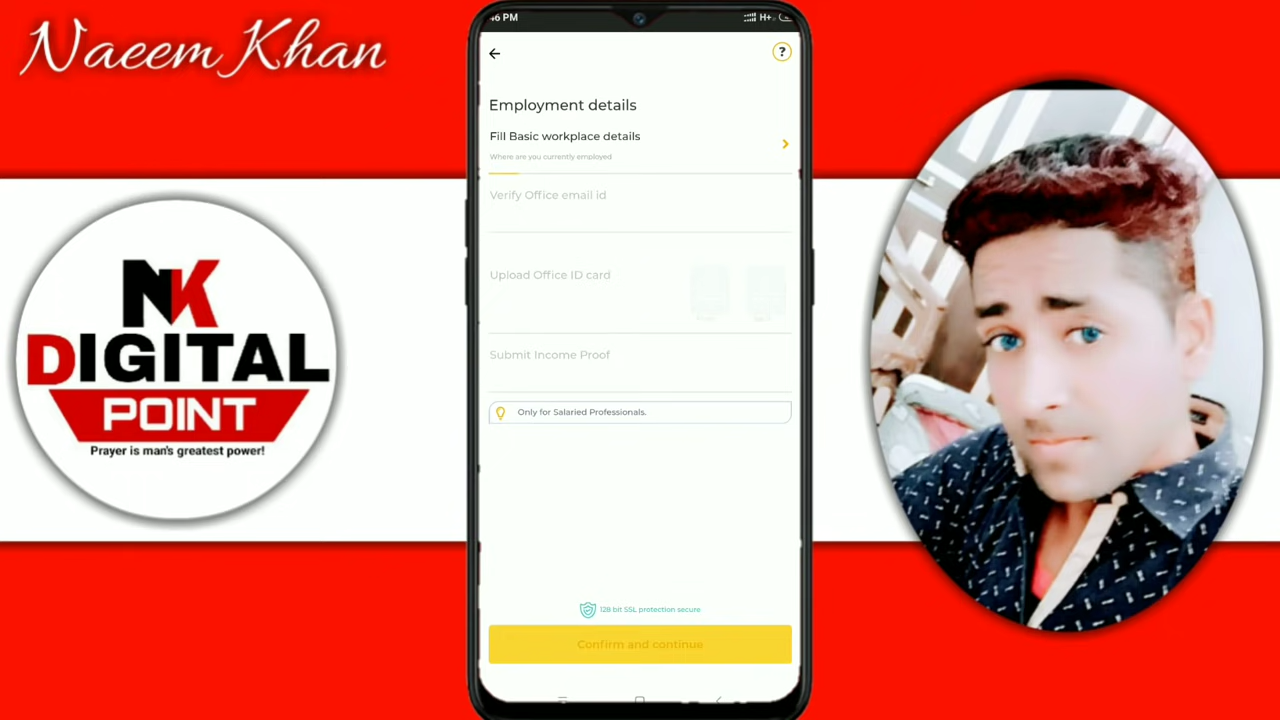 Naeem Khan
NK
DIGITAL
POINT
Prayer is man's greatest power!
46 PM
H+
?
Employment details
Fill Basic workplace details
Where are you currently employed
Verify Office email id
Upload Office ID card
Submit Income Proof
Only for Salaried Professionals.
128 bit SSL protection secure
Confirm and continue